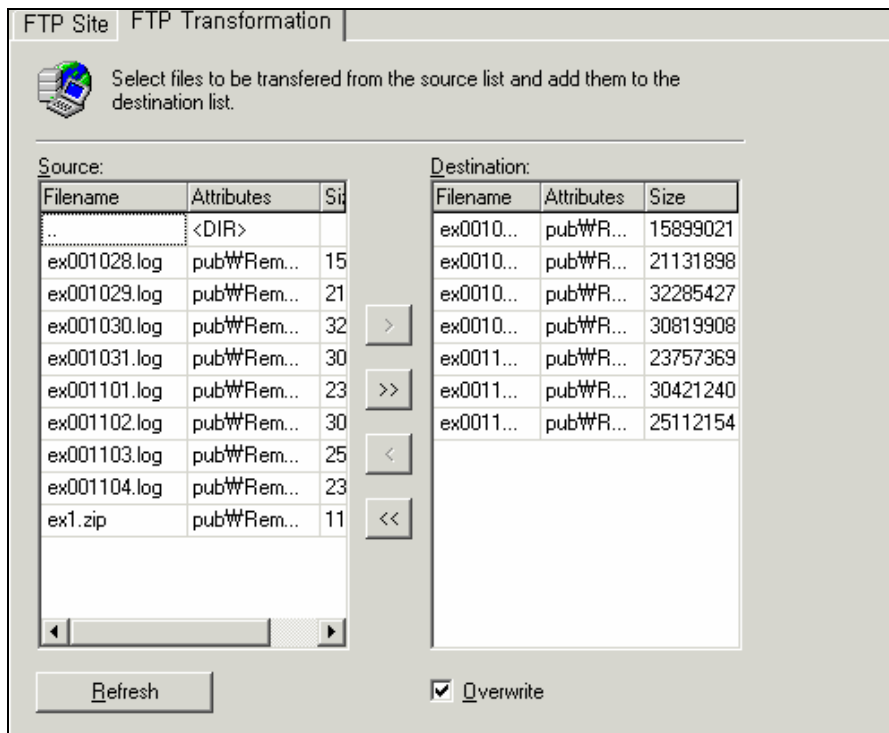 FTP Site FTP Transformation
Select files to be transfered from the source list and add them to the
destination list.
Source:
Filename Attributes Siz
.. <DIR>
ex001028.log pub₩Rem... 15
ex001029.log pub₩Rem... 21
ex001030.log pub₩Rem... 32
ex001031.log pub₩Rem... 30
ex001101.log pub₩Rem... 23
ex001102.log pub₩Rem... 30
ex001103.log pub₩Rem... 25
ex001104.log pub₩Rem... 23
ex1.zip pub₩Rem... 11
Refresh
>
>>
<
<<
Destination:
Filename Attributes Size
ex0010... pub₩R... 15899021
ex0010... pub₩R... 21131898
ex0010... pub₩R... 32285427
ex0010... pub₩R... 30819908
ex0011... pub₩R... 23757369
ex0011... pub₩R... 30421240
ex0011... pub₩R... 25112154
Overwrite